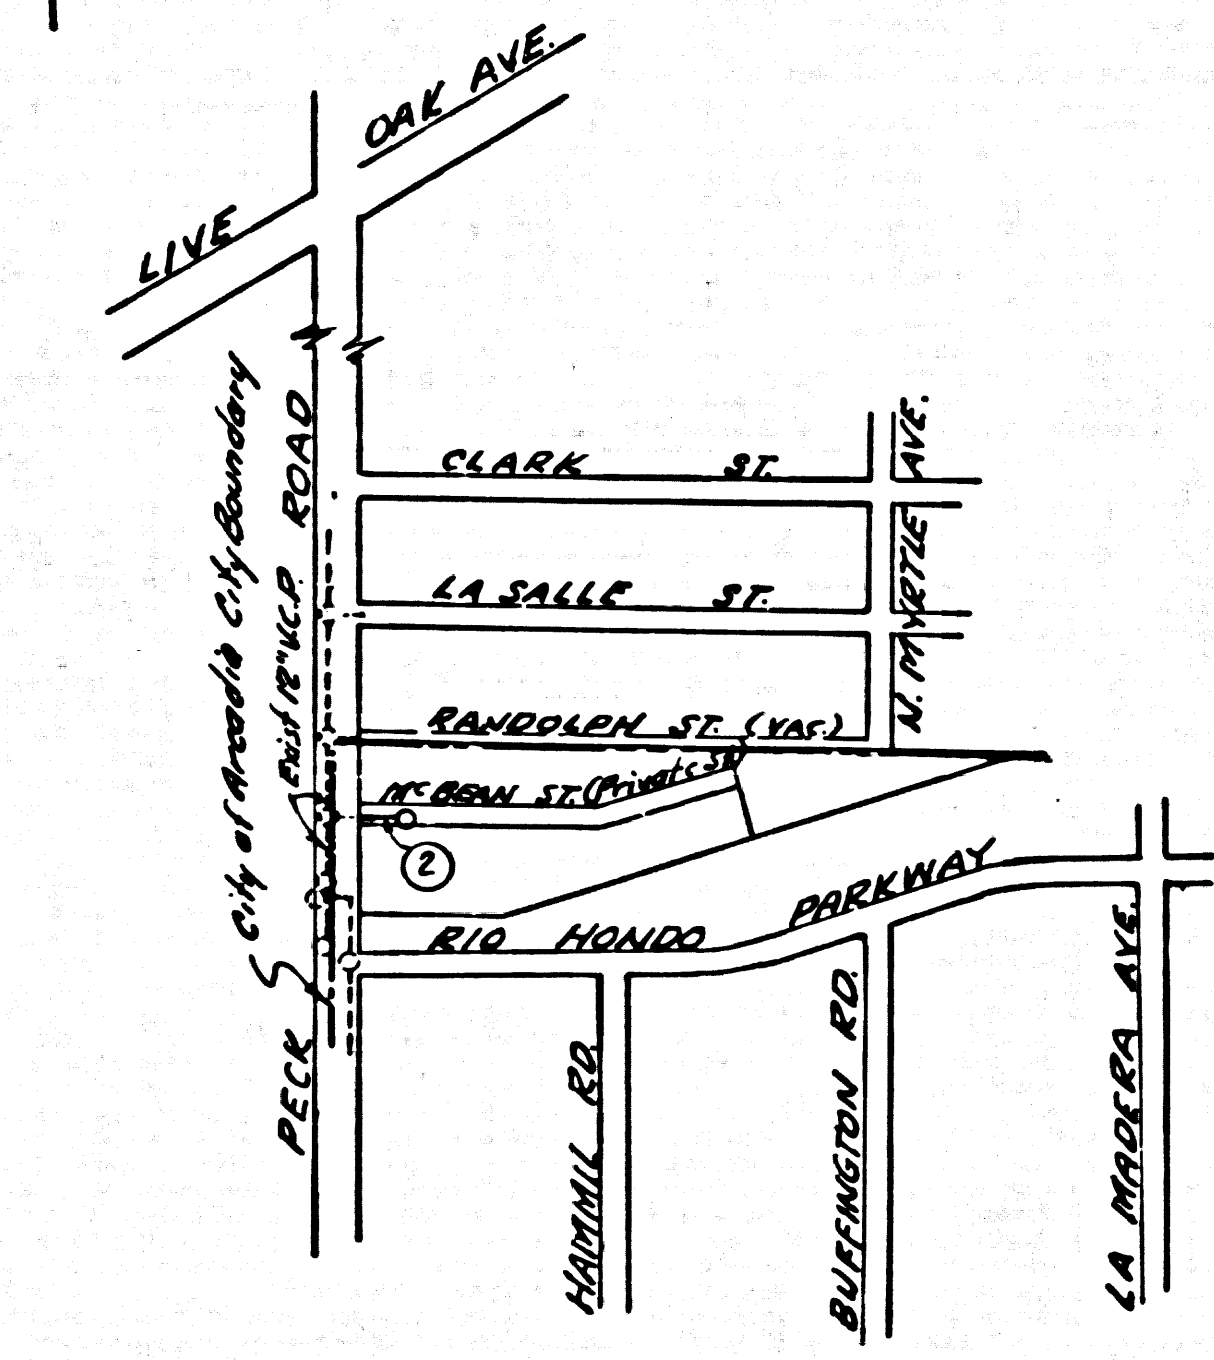 LIVE OAK AVE.
City of Arcadia City Boundary
PECK ROAD
Exist 12" V.C.P.
CLARK ST.
LA SALLE ST.
N. MYRTLE AVE.
RANDOLPH ST. (VAC.)
McBEAN ST. (Private St.)
2
RIO HONDO PARKWAY
HAMMIL RD.
BUFFINGTON RD.
LA MADERA AVE.